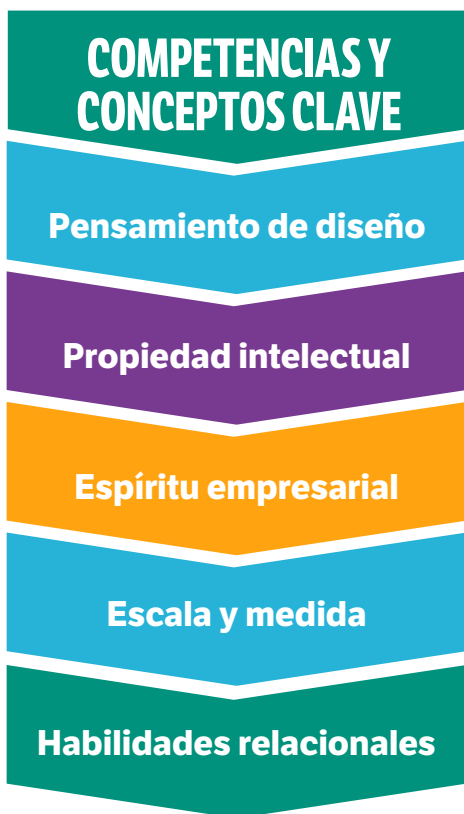 COMPETENCIAS Y
CONCEPTOS CLAVE
Pensamiento de diseño
Propiedad intelectual
Espíritu empresarial
Escala y medida
Habilidades relacionales